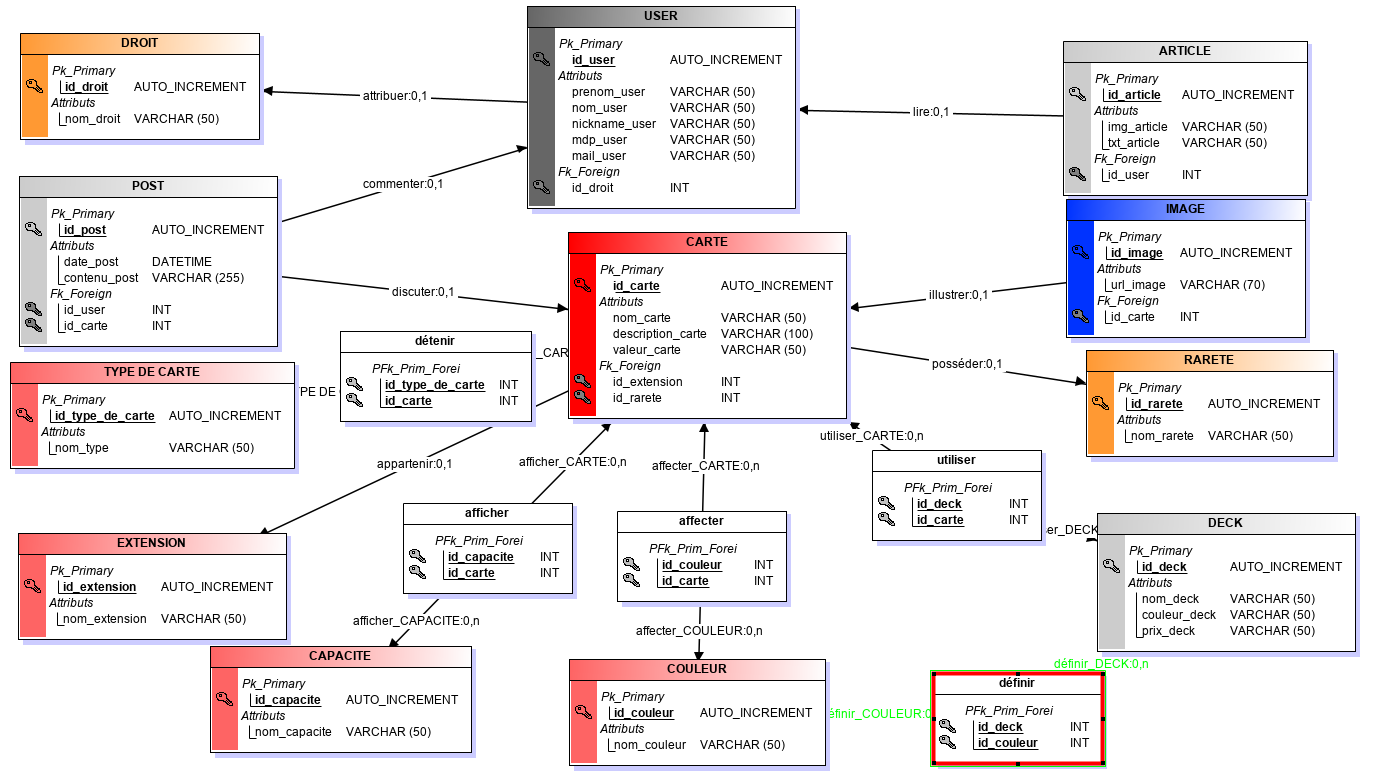 DROIT
Pk_Primary
id_droit AUTO_INCREMENT
Attributs
nom_droit VARCHAR (50)
attribuer:0,1
USER
Pk_Primary
id_user AUTO_INCREMENT
Attributs
prenom_user VARCHAR (50)
nom_user VARCHAR (50)
nickname_user VARCHAR (50)
mdp_user VARCHAR (50)
mail_user VARCHAR (50)
Fk_Foreign
id_droit INT
lire:0,1
ARTICLE
Pk_Primary
id_article AUTO_INCREMENT
Attributs
img_article VARCHAR (50)
txt_article VARCHAR (50)
Fk_Foreign
id_user INT
POST
Pk_Primary
id_post AUTO_INCREMENT
Attributs
date_post DATETIME
contenu_post VARCHAR (255)
Fk_Foreign
id_user INT
id_carte INT
commenter:0,1
discuter:0,1
CARTE
Pk_Primary
id_carte AUTO_INCREMENT
Attributs
nom_carte VARCHAR (50)
description_carte VARCHAR (100)
valeur_carte VARCHAR (50)
Fk_Foreign
id_extension INT
id_rarete INT
illustrer:0,1
IMAGE
Pk_Primary
id_image AUTO_INCREMENT
Attributs
url_image VARCHAR (70)
Fk_Foreign
id_carte INT
posséder:0,1
RARETE
Pk_Primary
id_rarete AUTO_INCREMENT
Attributs
nom_rarete VARCHAR (50)
TYPE DE CARTE
Pk_Primary
id_type_de_carte AUTO_INCREMENT
Attributs
nom_type VARCHAR (50)
PE DE
détenir
PFk_Prim_Forei
id_type_de_carte INT
id_carte INT
_CAR
appartenir:0,1
afficher_CARTE:0,n
affecter_CARTE:0,n
utiliser_CARTE:0,n
utiliser
PFk_Prim_Forei
id_deck INT
id_carte INT
er_DECK
DECK
Pk_Primary
id_deck AUTO_INCREMENT
Attributs
nom_deck VARCHAR (50)
couleur_deck VARCHAR (50)
prix_deck VARCHAR (50)
EXTENSION
Pk_Primary
id_extension AUTO_INCREMENT
Attributs
nom_extension VARCHAR (50)
afficher
PFk_Prim_Forei
id_capacite INT
id_carte INT
affecter
PFk_Prim_Forei
id_couleur INT
id_carte INT
afficher_CAPACITE:0,n
affecter_COULEUR:0,n
CAPACITE
Pk_Primary
id_capacite AUTO_INCREMENT
Attributs
nom_capacite VARCHAR (50)
COULEUR
Pk_Primary
id_couleur AUTO_INCREMENT
Attributs
nom_couleur VARCHAR (50)
définir_DECK:0,n
éfinir_COULEUR:0
définir
PFk_Prim_Forei
id_deck INT
id_couleur INT